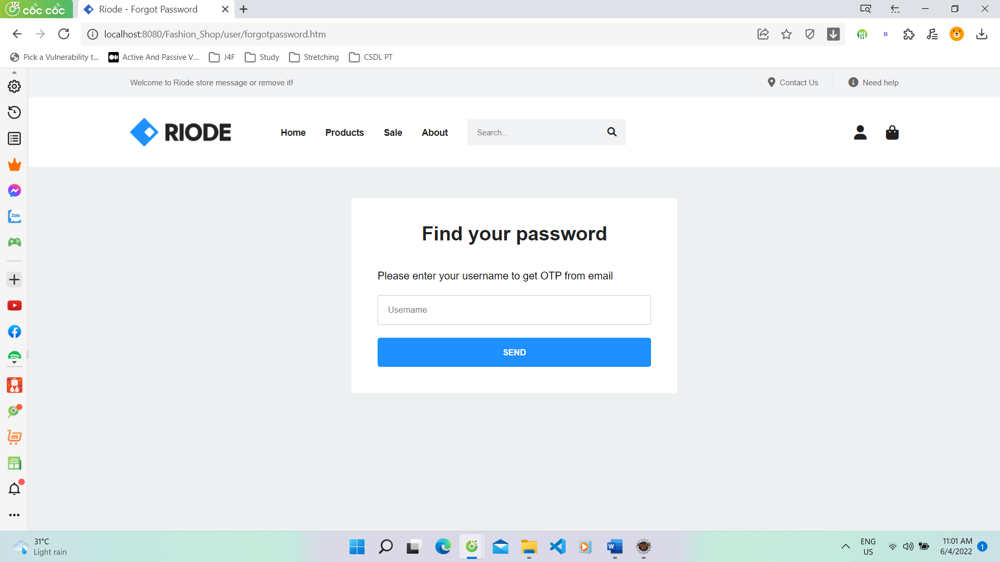 cốc cốc
Riode - Forgot Password
localhost:8080/Fashion_Shop/user/forgotpassword.htm
B
Pick a Vulnerability t...
Active And Passive V...
J4F
Study
Stretching
CSDL PT
Welcome to Riode store message or remove it!
Contact Us
Need help
RIODE
Home
Products
Sale
About
Search...
Zalo
Find your password
Please enter your username to get OTP from email
Username
SEND
6.6
31°C
Light rain
W
ENG
US
11:01 AM
6/4/2022
1